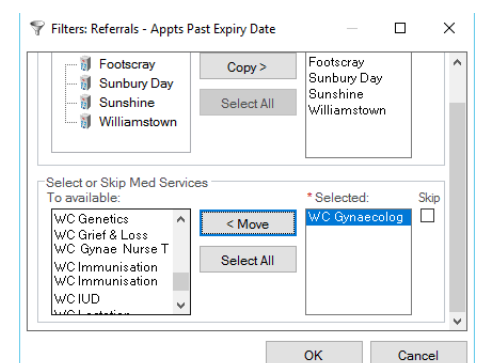 Filters: Referrals - Appts Past Expiry Date
Footscray
Sunbury Day
Sunshine
Williamstown
Copy >
Select All
Footscray
Sunbury Day
Sunshine
Williamstown
Select or Skip Med Services
To available:
* Selected:
Skip
WC Genetics
WC Grief & Loss
WC Gynae Nurse T
WC Immunisation
WC Immunisation
WC IUD
WC Lactation
< Move
Select All
WC Gynaecolog
OK
Cancel